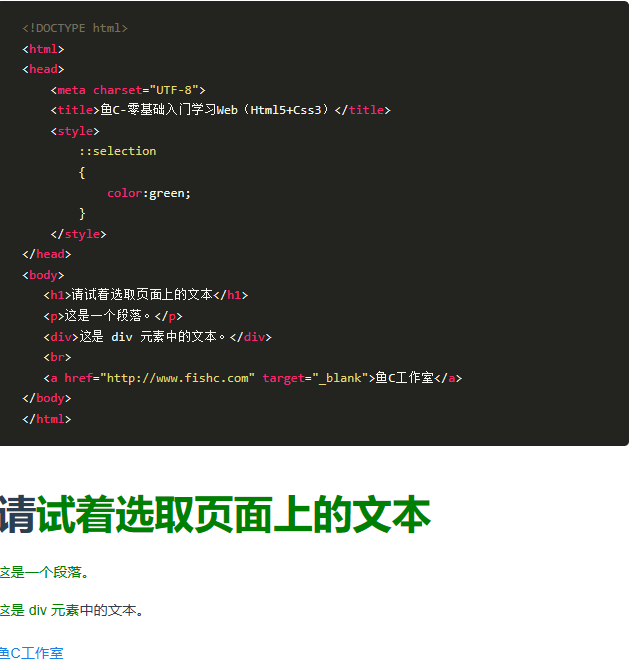 <!DOCTYPE html>
<html>
<head>
    <meta charset="UTF-8">
    <title>鱼C-零基础入门学习Web（Html5+Css3）</title>
    <style>
        ::selection
        {
            color:green;
        }
    </style>
</head>
<body>
   <h1>请试着选取页面上的文本</h1>
   <p>这是一个段落。</p>
   <div>这是 div 元素中的文本。</div>
   <br>
   <a href="http://www.fishc.com" target="_blank">鱼C工作室</a>
</body>
</html>
请试着选取页面上的文本
这是一个段落。
这是 div 元素中的文本。
鱼C工作室